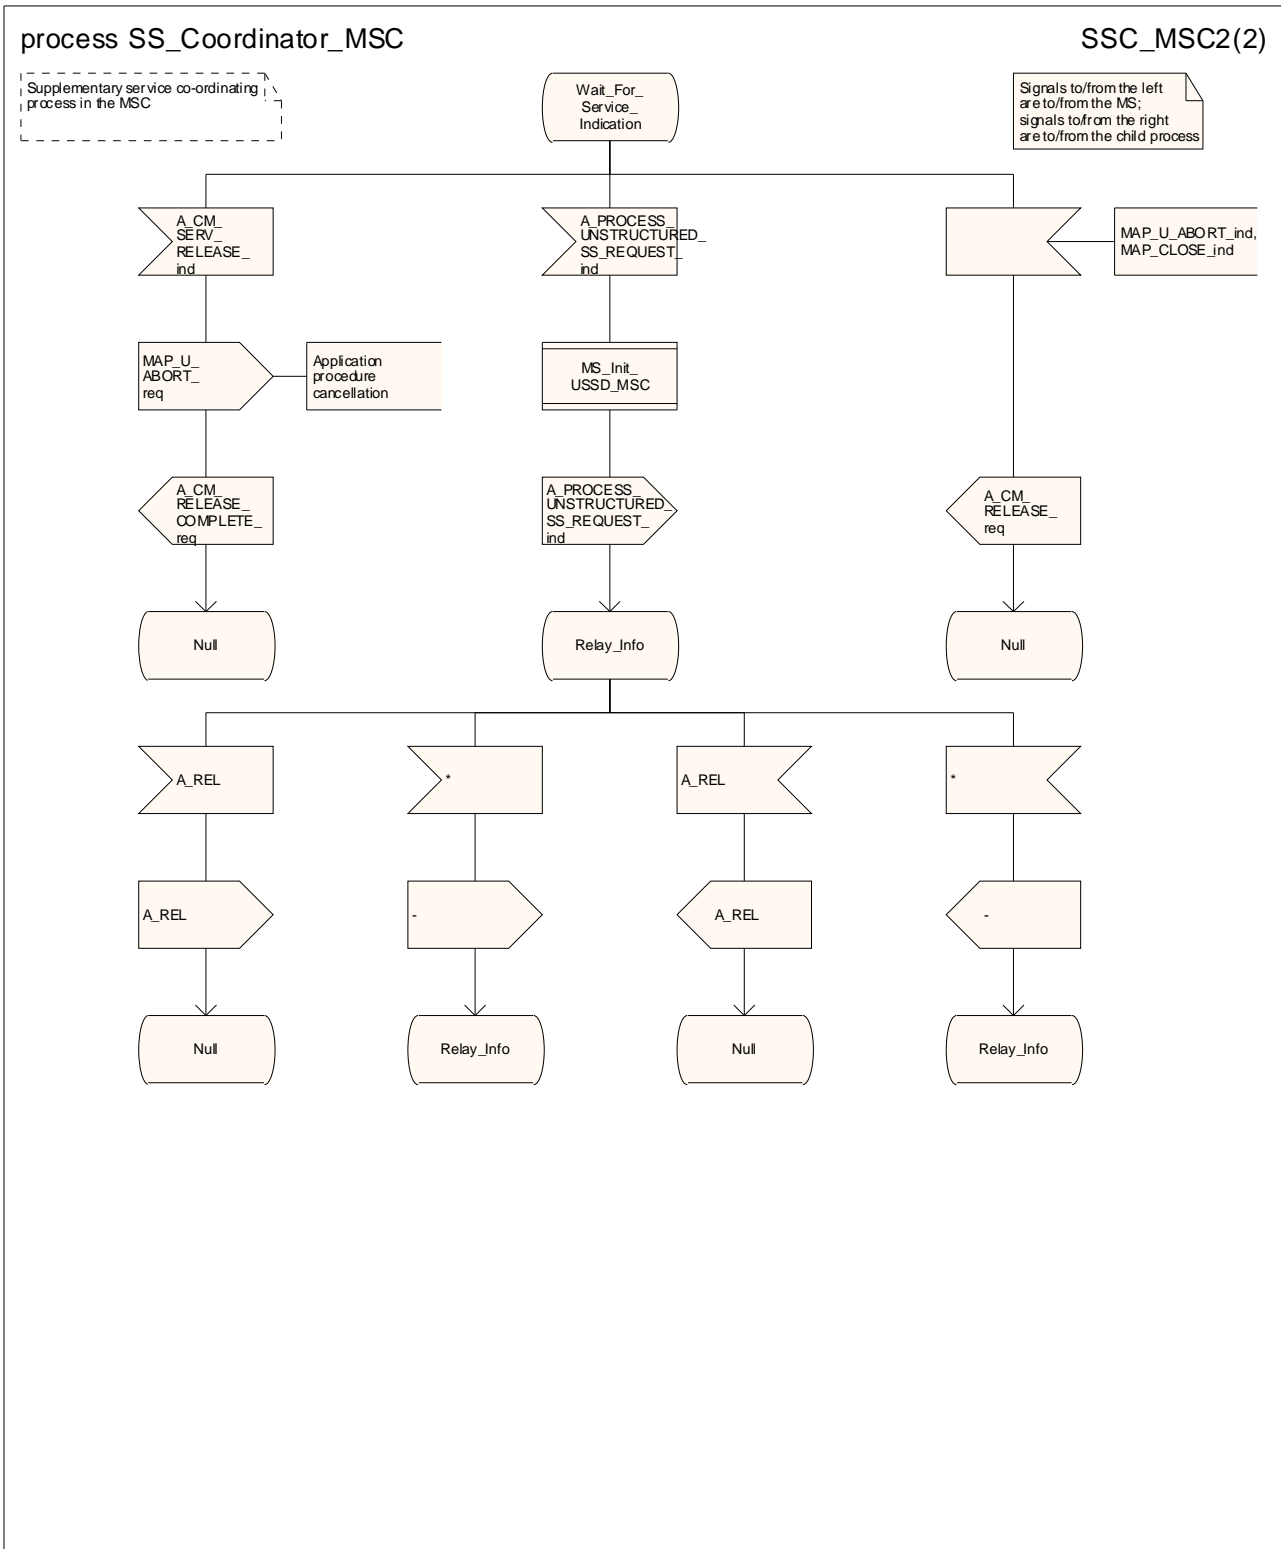 process SS_Coordinator_MSC
SSC_MSC2(2)
Supplementary service co-ordinating
process in the MSC
Wait_For_
Service_
Indication
Signals to/from the left
are to/from the MS;
signals to/from the right
are to/from the child process
A_CM_
SERV_
RELEASE_
ind
A_PROCESS_
UNSTRUCTURED_
SS_REQUEST_
ind
MAP_U_ABORT_ind,
MAP_CLOSE_ind
MAP_U_
ABORT_
req
Application
procedure
cancellation
MS_Init_
USSD_MSC
A_CM_
RELEASE_
COMPLETE_
req
A_PROCESS_
UNSTRUCTURED_
SS_REQUEST_
ind
A_CM_
RELEASE_
req
Null
Relay_Info
Null
A_REL
*
A_REL
*
A_REL
-
A_REL
-
Null
Relay_Info
Null
Relay_Info